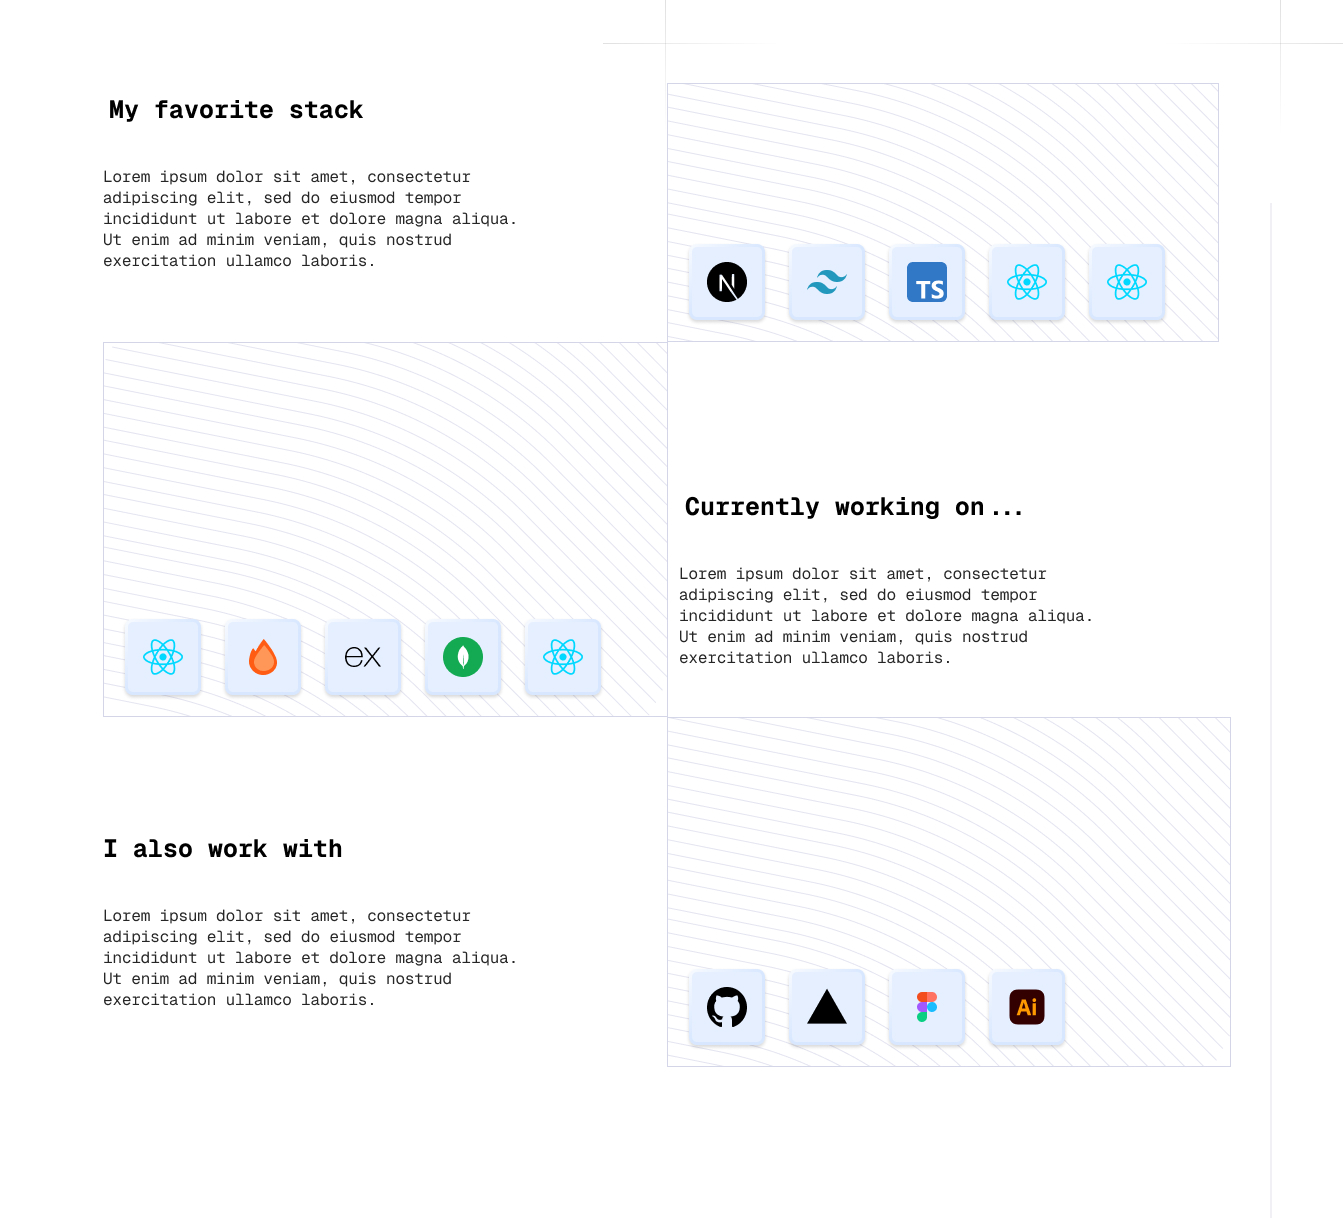 My favorite stack
Lorem ipsum dolor sit amet, consectetur
adipiscing elit, sed do eiusmod tempor
incididunt ut labore et dolore magna aliqua.
Ut enim ad minim veniam, quis nostrud
exercitation ullamco laboris.
N
TS
ex
Currently working on...
Lorem ipsum dolor sit amet, consectetur
adipiscing elit, sed do eiusmod tempor
incididunt ut labore et dolore magna aliqua.
Ut enim ad minim veniam, quis nostrud
exercitation ullamco laboris.
I also work with
Lorem ipsum dolor sit amet, consectetur
adipiscing elit, sed do eiusmod tempor
incididunt ut labore et dolore magna aliqua.
Ut enim ad minim veniam, quis nostrud
exercitation ullamco laboris.
Ai